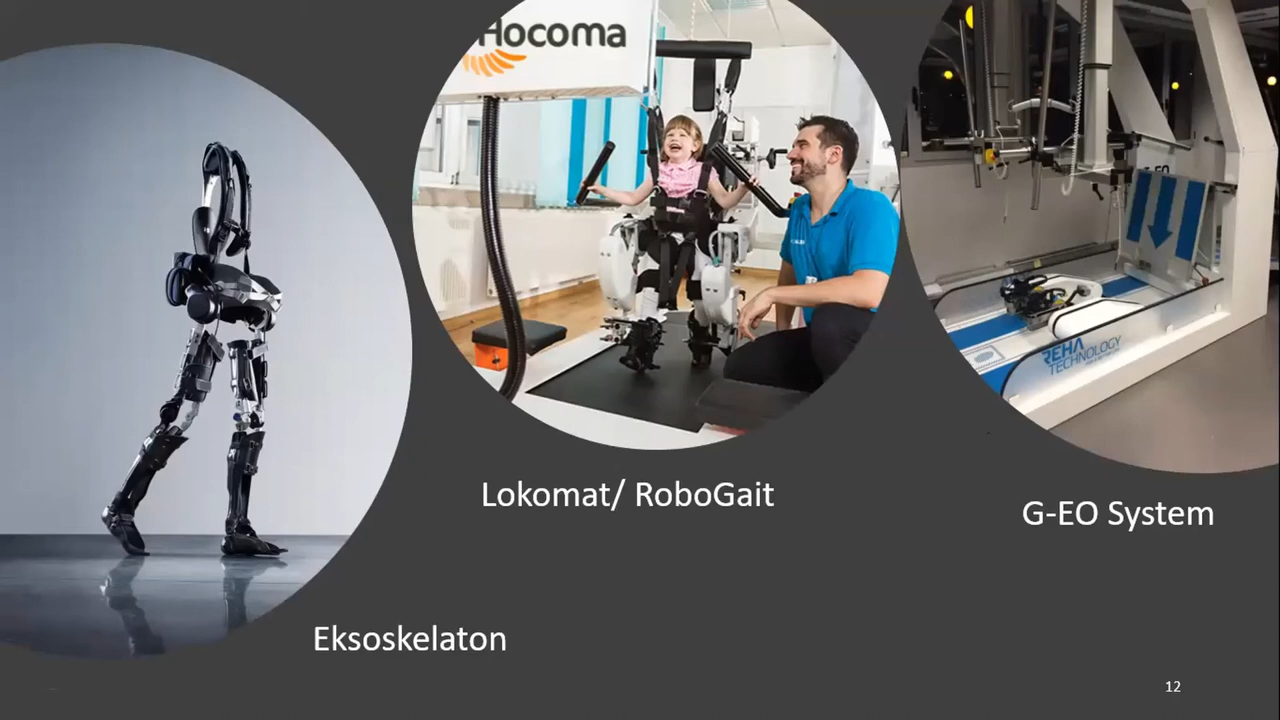 Hocoma
REHA
TECHNOLOGY
Lokomat/ RoboGait
G-EO System
Eksoskelaton
12